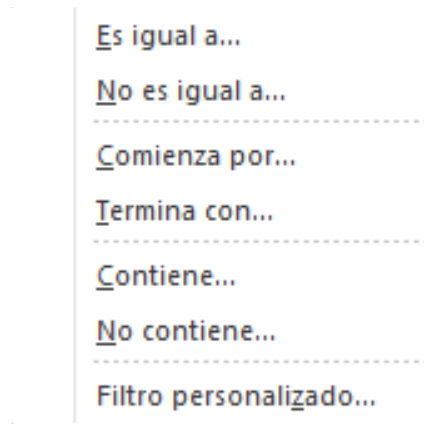 Es igual a...
No es igual a...
Comienza por...
Termina con...
Contiene...
No contiene...
Filtro personalizado...